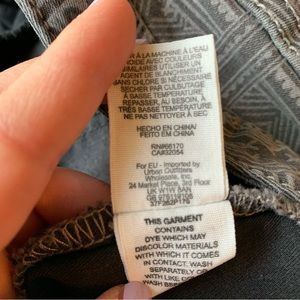 À LA MACHINE À L'EAU
OIDE AVEC COULEURS
SIMILAIRES UTILISER UN
AGENT DE BLANCHIMENT
SANS CHLORE SI NÉCESSAIRE
SÉCHER PAR CULBUTAGE
À BASSE TEMPÉRATURE
REPASSER, AU BESOIN, À
TRÈS BASSE TEMPÉRATURE
NE PAS NETTOYER À SEC
HECHO EN CHINA/
FEITO EM CHINA
RN#66170
CA#32054
For EU - Imported by
Urban Outfitters
Wholesale, Inc.
24 Market Place, 3rd Floor
UK W1W 8AN
THIS GARMENT
CONTAINS
DYE WHICH MAY
DISCOLOR MATERIALS
WITH WHICH IT COMES
IN CONTACT. WASH
SEPARATELY
WASH